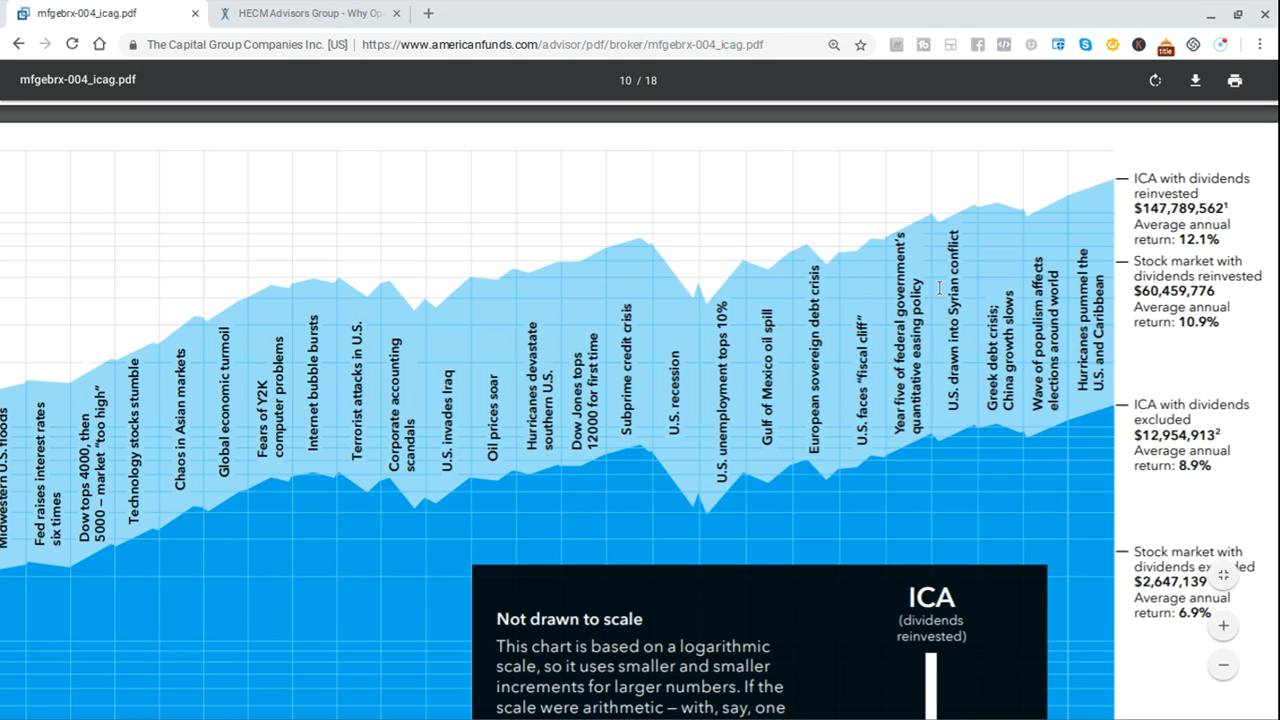 mfgebrx-004_icag.pdf
HECM Advisors Group - Why Op
The Capital Group Companies Inc. [US] | https://www.americanfunds.com/advisor/pdf/broker/mfgebrx-004_icag.pdf
title
mfgebrx-004_icag.pdf
10 / 18
Midwestern U.S. floods
Fed raises interest rates
six times
Dow tops 4000, then
5000 — market “too high”
Technology stocks stumble
Chaos in Asian markets
Global economic turmoil
Fears of Y2K
computer problems
Internet bubble bursts
Terrorist attacks in U.S.
Corporate accounting
scandals
U.S. invades Iraq
Oil prices soar
Hurricanes devastate
southern U.S.
Dow Jones tops
12000 for first time
Subprime credit crisis
U.S. recession
U.S. unemployment tops 10%
Gulf of Mexico oil spill
European sovereign debt crisis
U.S. faces “fiscal cliff”
Year five of federal government’s
quantitative easing policy
U.S. drawn into Syrian conflict
Greek debt crisis;
China growth slows
Wave of populism affects
elections around world
Hurricanes pummel the
U.S. and Caribbean
ICA with dividends
reinvested
$147,789,562¹
Average annual
return: 12.1%
Stock market with
dividends reinvested
$60,459,776
Average annual
return: 10.9%
ICA with dividends
excluded
$12,954,913²
Average annual
return: 8.9%
Stock market with
dividends excluded
$2,647,139
Average annual
return: 6.9%
Not drawn to scale
This chart is based on a logarithmic
scale, so it uses smaller and smaller
increments for larger numbers. If the
scale were arithmetic — with, say, one
ICA
(dividends
reinvested)